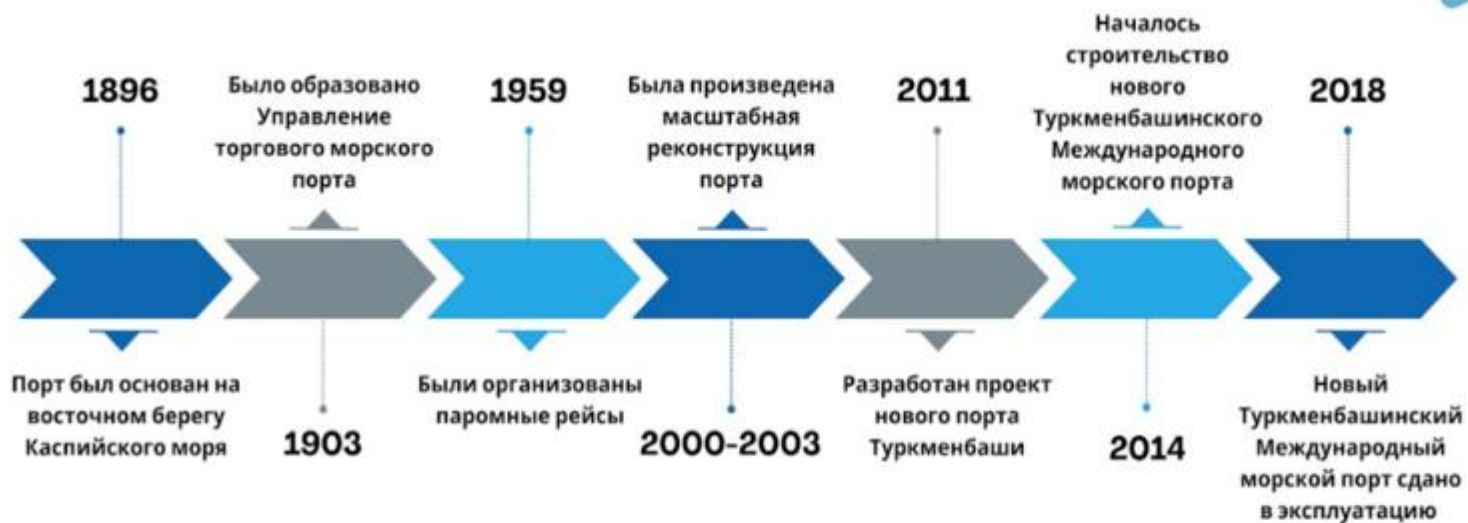 1896
Порт был основан на
восточном берегу
Каспийского моря
Было образовано
Управление
торгового морского
порта
1903
1959
Были организованы
паромные рейсы
Была произведена
масштабная
реконструкция
порта
2000-2003
2011
Разработан проект
нового порта
Туркменбаши
Началось
строительство
нового
Туркменбашинского
Международного
морского порта
2014
2018
Новый
Туркменбашинский
Международный
морской порт сдано
в эксплуатацию